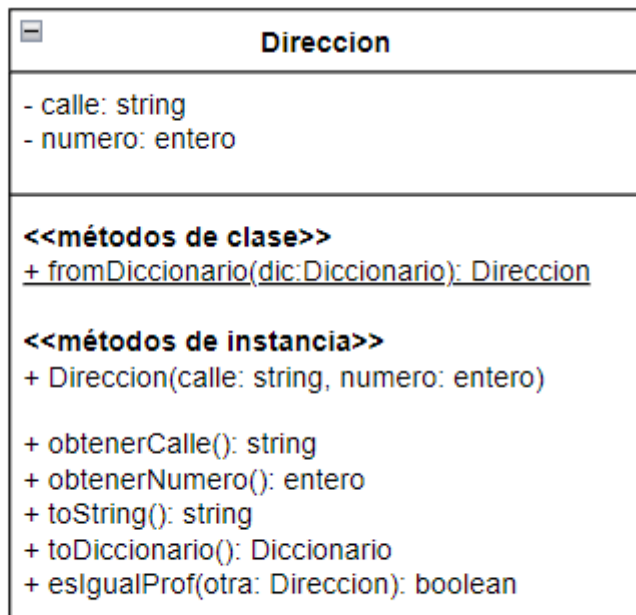 Direccion
- calle: string
- numero: entero
<<métodos de clase>>
+ fromDiccionario(dic:Diccionario): Direccion
<<métodos de instancia>>
+ Direccion(calle: string, numero: entero)
+ obtenerCalle(): string
+ obtenerNumero(): entero
+ toString(): string
+ toDiccionario(): Diccionario
+ esIgualProf(otra: Direccion): boolean